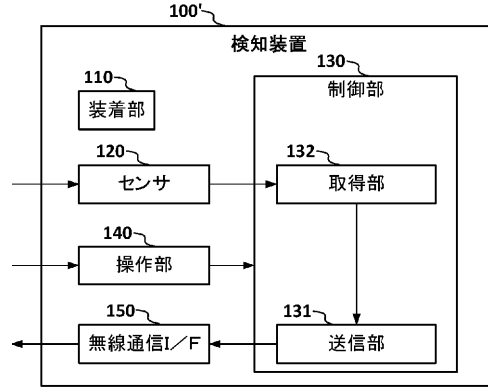 100'
検知装置
110
装着部
130
制御部
120
センサ
132
取得部
140
操作部
150
無線通信I／F
131
送信部